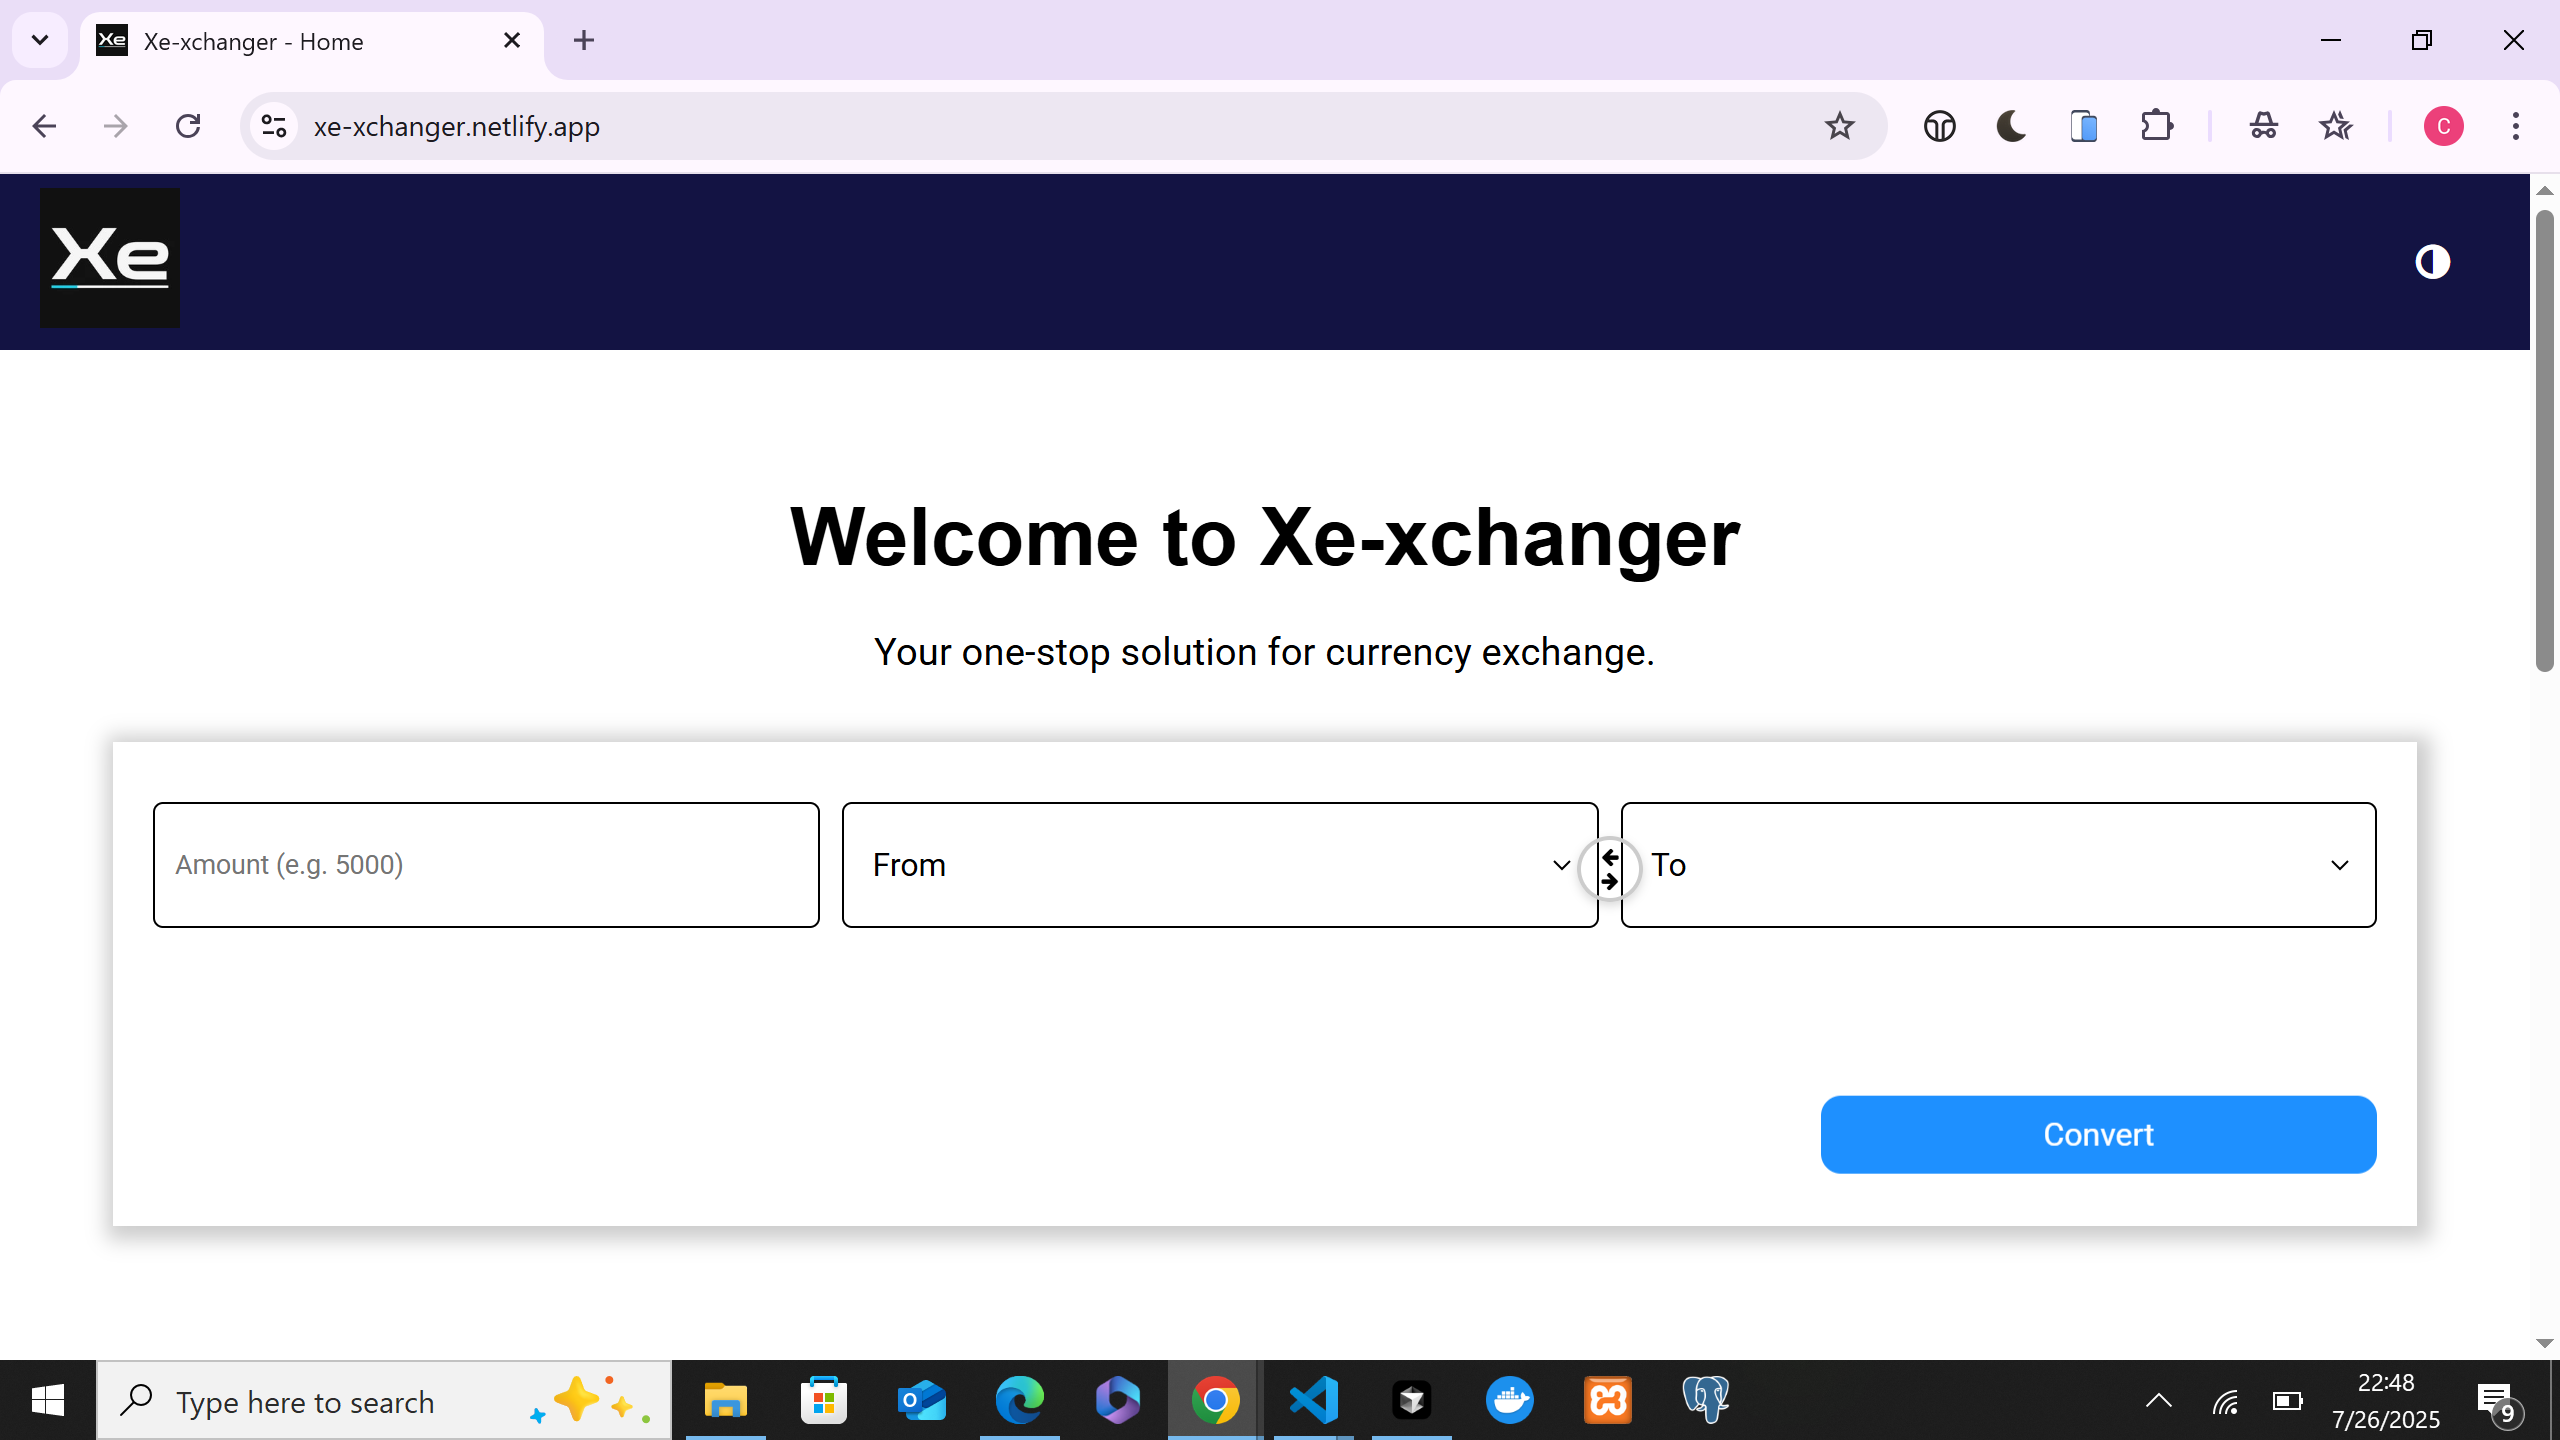 Xe Xe-xchanger - Home
xe-xchanger.netlify.app
C
Xe
Welcome to Xe-xchanger
Your one-stop solution for currency exchange.
Amount (e.g. 5000)
From
To
Convert
Type here to search
22:48
7/26/2025
9